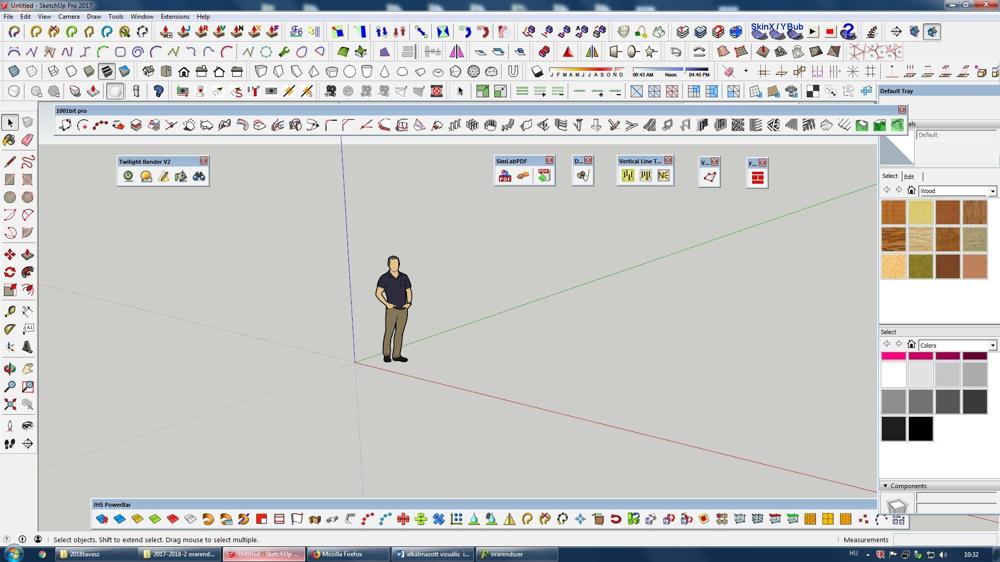 Untitled - SketchUp Pro 2017
File Edit View Camera Draw Tools Window Extensions Help
SkinX / YBub
J F M A M J J A S O N D
06:43 AM Noon 04:45 PM
Default Tray
1001bit pro
als
Default
Twilight Render V2
SimLabPDF
D...
Vertical Line T...
V...
F...
PDF
PDF
Select Edit
Wood
A1
Select
Colors
Components
JHS PowerBar
Select objects. Shift to extend select. Drag mouse to select multiple.
Measurements
2018tavasz
2017-2018-2 orarend...
Untitled - SketchUp ...
Mozilla Firefox
alkalmazott vizuális i...
orarendszer
HU
10:32